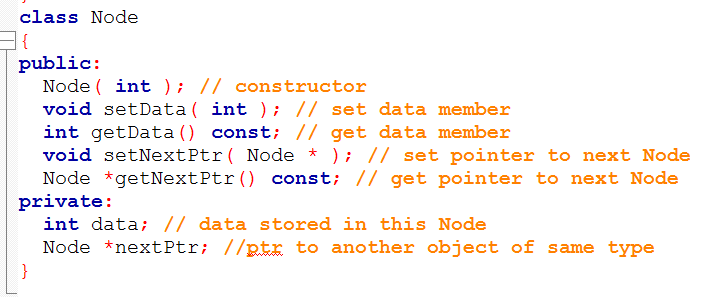 class Node
{
public:
Node( int ); // constructor
void setData( int ); // set data member
int getData() const; // get data member
void setNextPtr( Node * ); // set pointer to next Node
Node *getNextPtr() const; // get pointer to next Node
private:
int data; // data stored in this Node
Node *nextPtr; //ptr to another object of same type
}